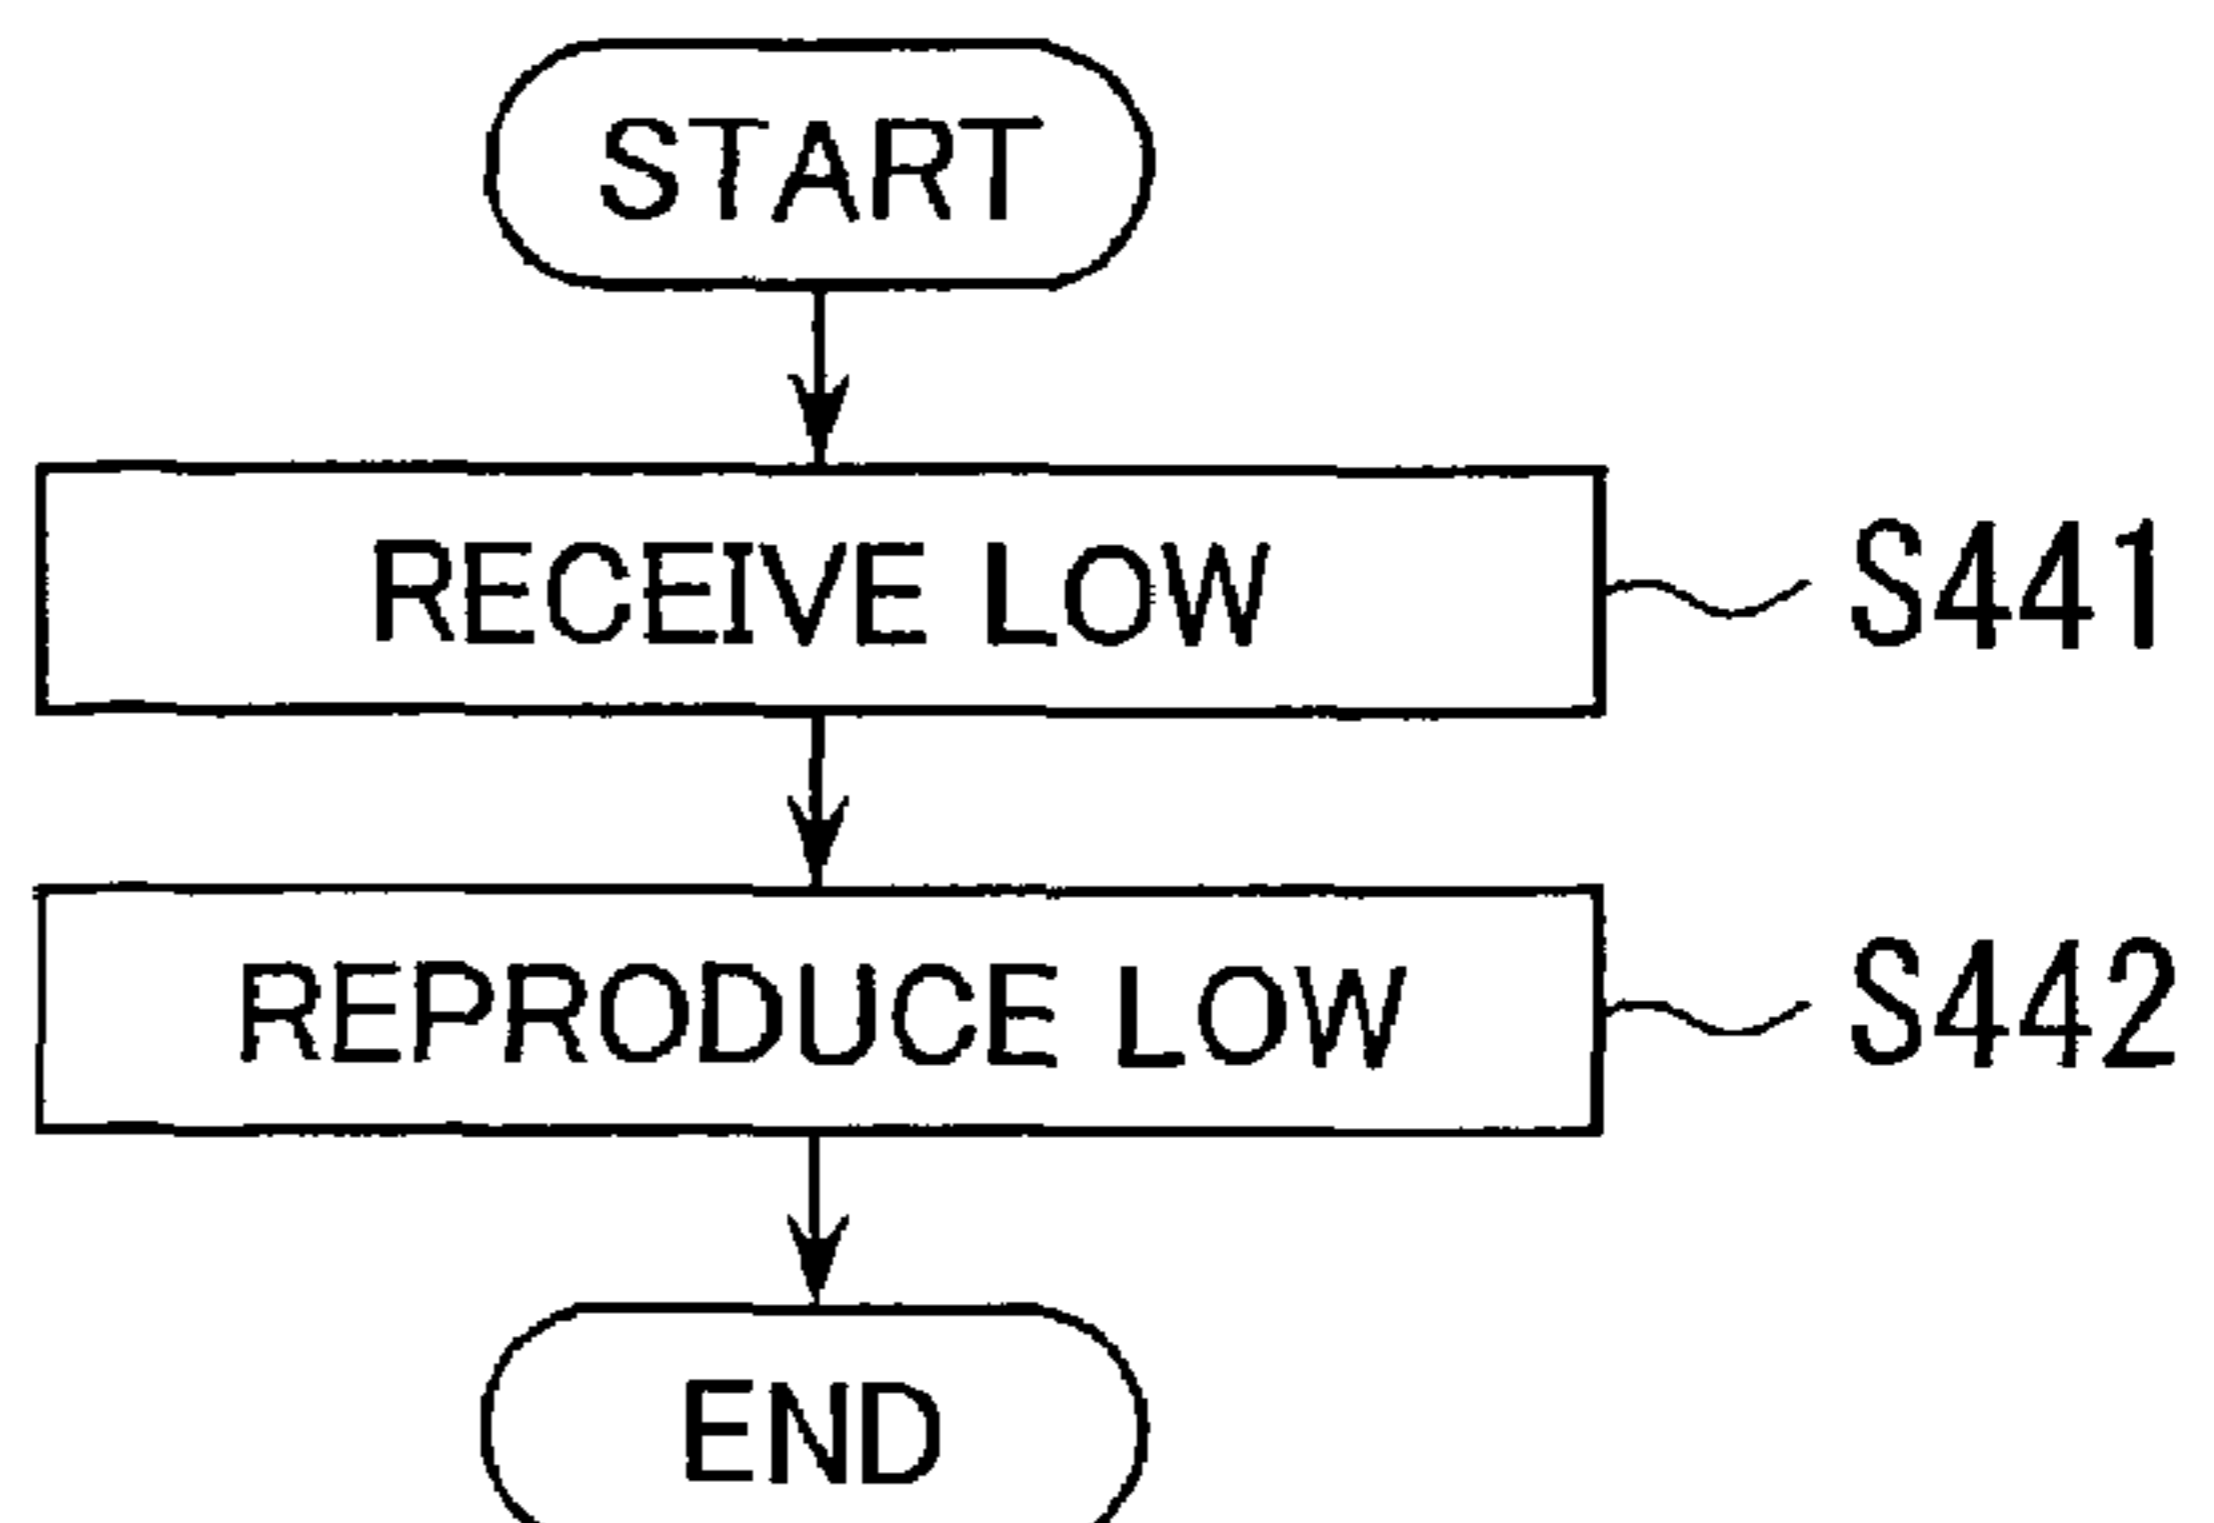 START
RECEIVE LOW
S441
REPRODUCE LOW
S442
END